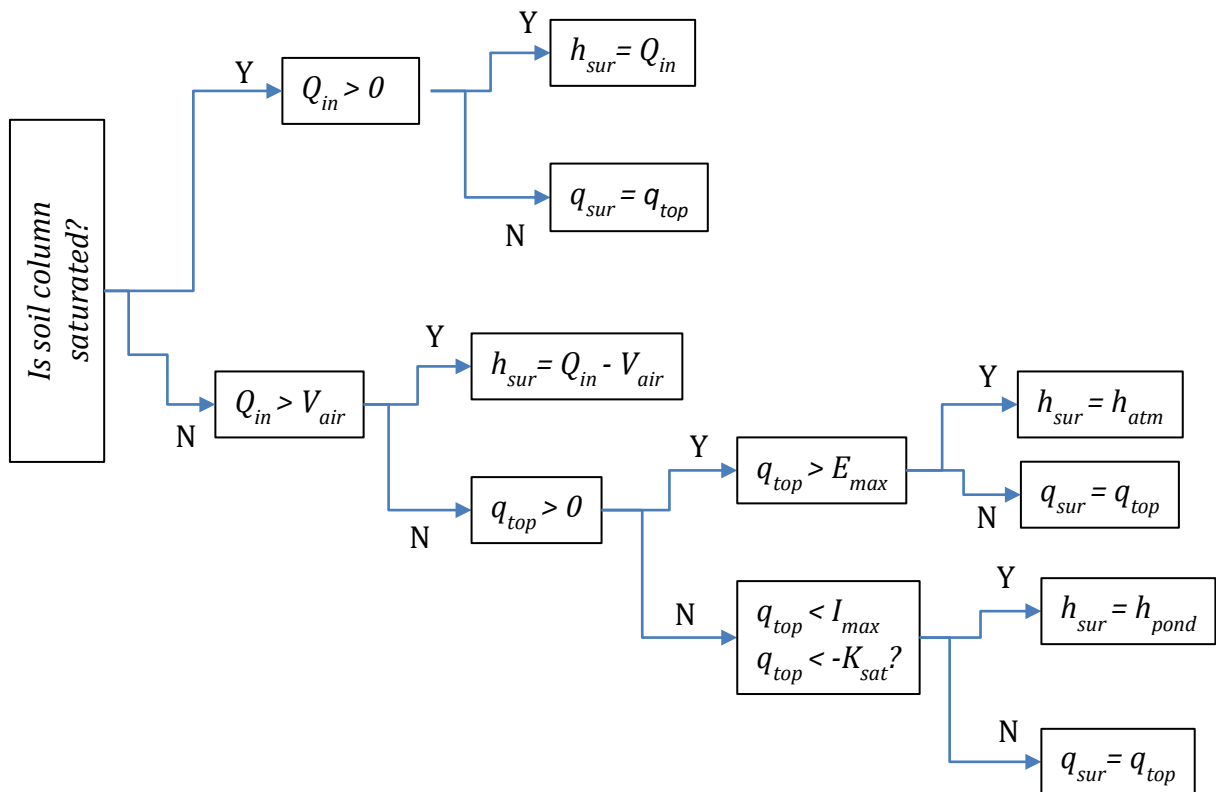 Is soil column
saturated?
Y
Q_in > 0
Y
h_sur = Q_in
N
q_sur = q_top
N
Q_in > V_air
Y
h_sur = Q_in - V_air
N
q_top > 0
Y
q_top > E_max
Y
h_sur = h_atm
N
q_sur = q_top
N
q_top < I_max
q_top < -K_sat?
Y
h_sur = h_pond
N
q_sur = q_top